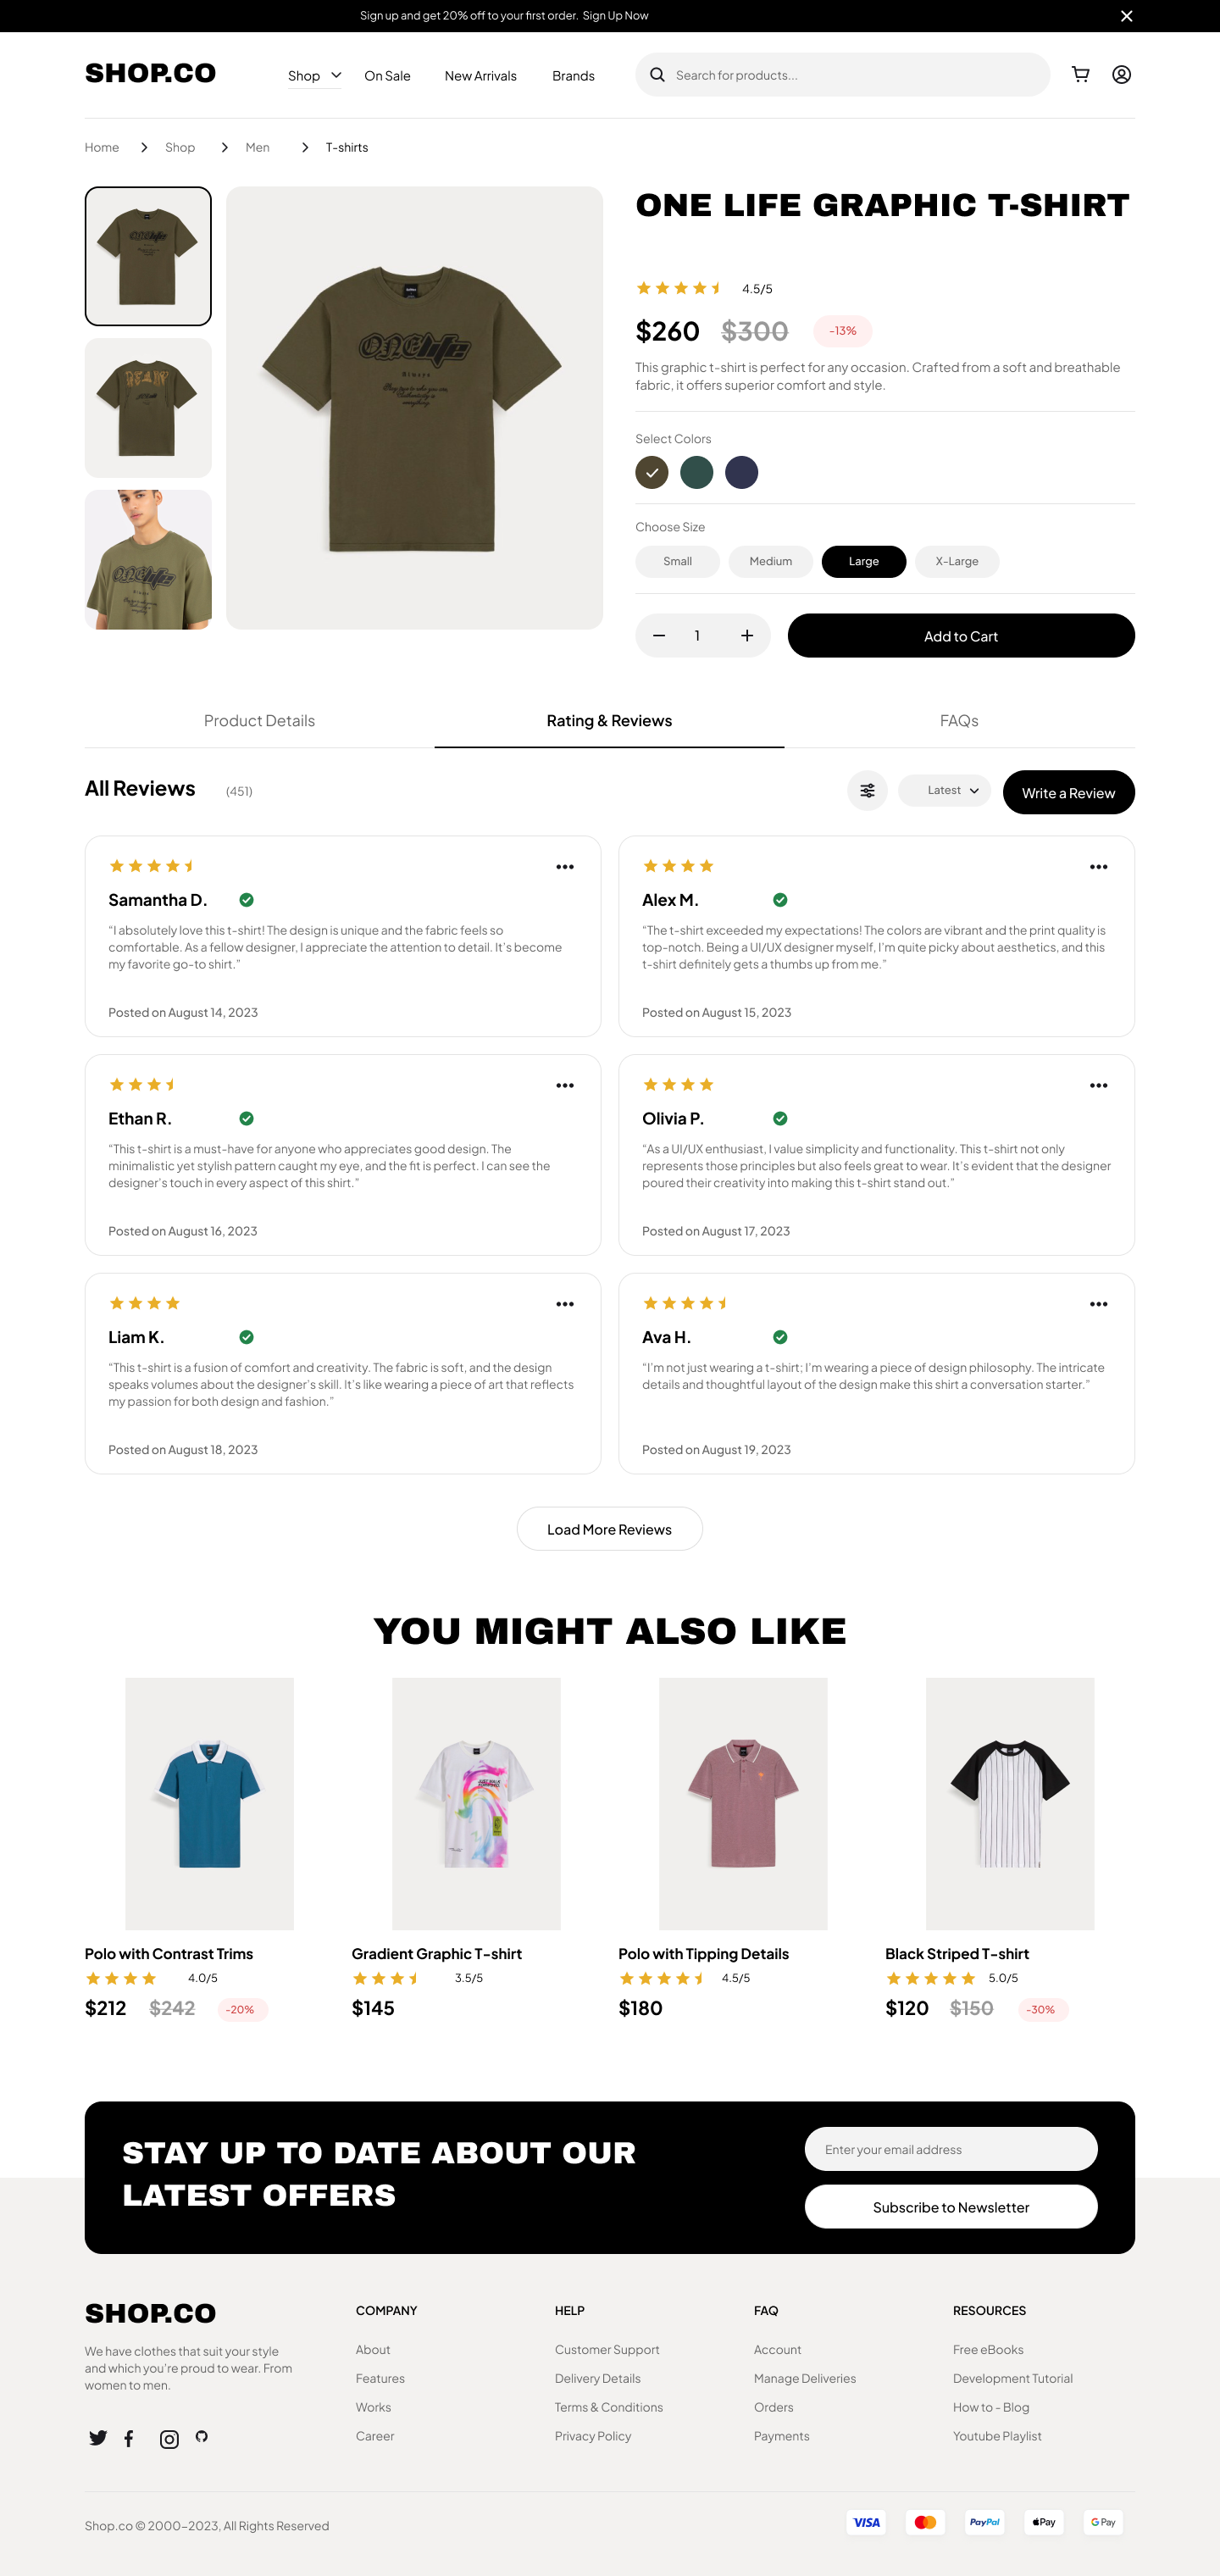 Sign up and get 20% off to your first order. Sign Up Now
SHOP.CO
Shop
On Sale
New Arrivals
Brands
Search for products...
Home
Shop
Men
T-shirts
ONE LIFE GRAPHIC T-SHIRT
4.5/5
$260 $300 -13%
This graphic t-shirt is perfect for any occasion. Crafted from a soft and breathable
fabric, it offers superior comfort and style.
ONE life
Select Colors
Choose Size
Small
Medium
Large
X-Large
1
Add to Cart
Product Details
Rating & Reviews
FAQs
All Reviews (451)
Latest
Write a Review
Samantha D.
"I absolutely love this t-shirt! The design is unique and the fabric feels so
comfortable. As a fellow designer, I appreciate the attention to detail. It's become
my favorite go-to shirt."
Posted on August 14, 2023
Alex M.
"The t-shirt exceeded my expectations! The colors are vibrant and the print quality is
top-notch. Being a UI/UX designer myself, I'm quite picky about aesthetics, and this
t-shirt definitely gets a thumbs up from me."
Posted on August 15, 2023
Ethan R.
"This t-shirt is a must-have for anyone who appreciates good design. The
minimalistic yet stylish pattern caught my eye, and the fit is perfect. I can see the
designer's touch in every aspect of this shirt."
Posted on August 16, 2023
Olivia P.
"As a UI/UX enthusiast, I value simplicity and functionality. This t-shirt not only
represents those principles but also feels great to wear. It's evident that the designer
poured their creativity into making this t-shirt stand out."
Posted on August 17, 2023
Liam K.
"This t-shirt is a fusion of comfort and creativity. The fabric is soft, and the design
speaks volumes about the designer's skill. It's like wearing a piece of art that reflects
my passion for both design and fashion."
Posted on August 18, 2023
Ava H.
"I'm not just wearing a t-shirt; I'm wearing a piece of design philosophy. The intricate
details and thoughtful layout of the design make this shirt a conversation starter."
Posted on August 19, 2023
Load More Reviews
YOU MIGHT ALSO LIKE
Polo with Contrast Trims
4.0/5
$212 $242 -20%
Gradient Graphic T-shirt
3.5/5
$145
Polo with Tipping Details
4.5/5
$180
Black Striped T-shirt
5.0/5
$120 $150 -30%
STAY UP TO DATE ABOUT OUR
LATEST OFFERS
Enter your email address
Subscribe to Newsletter
SHOP.CO
We have clothes that suit your style
and which you're proud to wear. From
women to men.
COMPANY
About
Features
Works
Career
HELP
Customer Support
Delivery Details
Terms & Conditions
Privacy Policy
FAQ
Account
Manage Deliveries
Orders
Payments
RESOURCES
Free eBooks
Development Tutorial
How to - Blog
Youtube Playlist
Shop.co © 2000-2023, All Rights Reserved
VISA
PayPal
Pay
G Pay